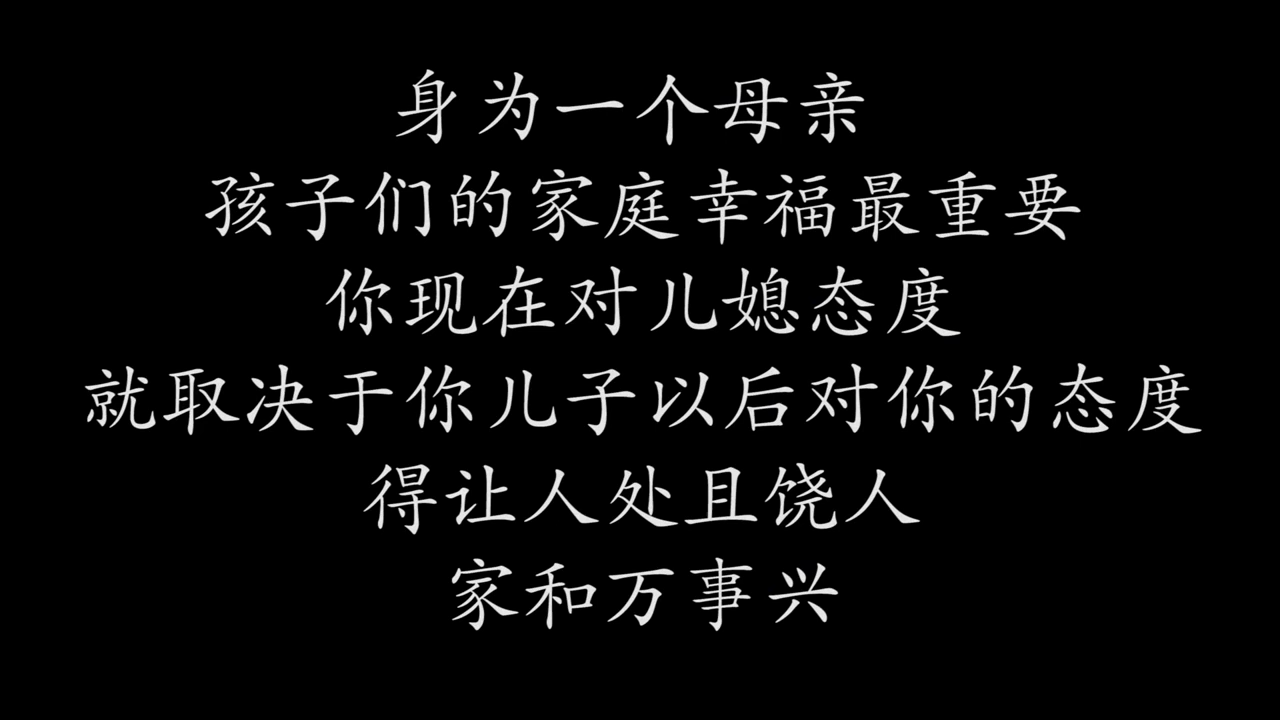 身为一个母亲
孩子们的家庭幸福最重要
你现在对儿媳态度
就取决于你儿子以后对你的态度
得让人处且饶人
家和万事兴